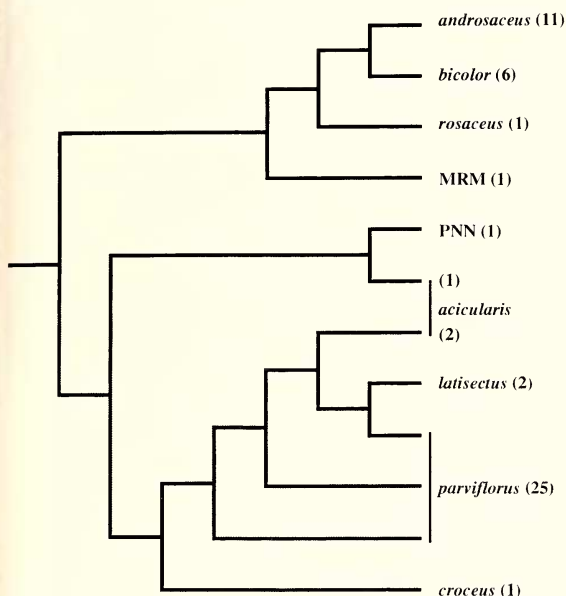 androsaceus (11)
bicolor (6)
rosaceus (1)
MRM (1)
PNN (1)
(1)
acicularis
(2)
latisectus (2)
parviflorus (25)
croceus (1)